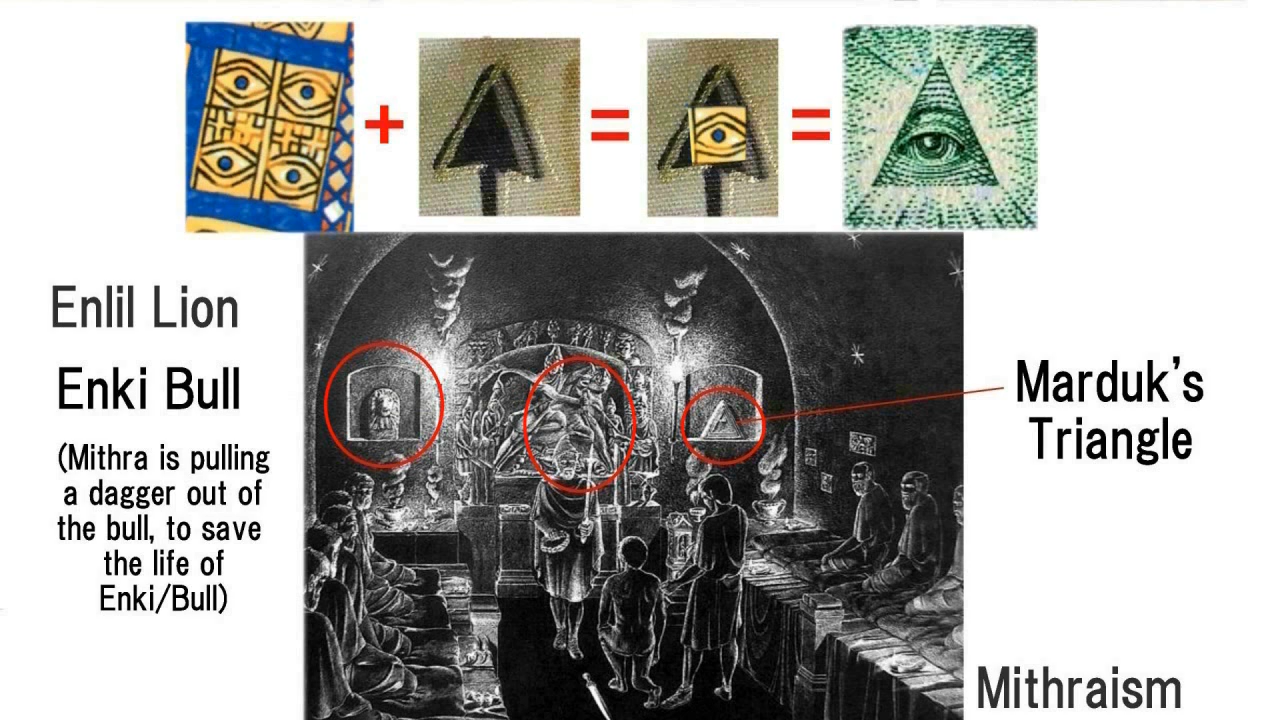 + = =
Enlil Lion
Enki Bull
(Mithra is pulling
a dagger out of
the bull, to save
the life of
Enki/Bull)
Marduk's
Triangle
Mithraism